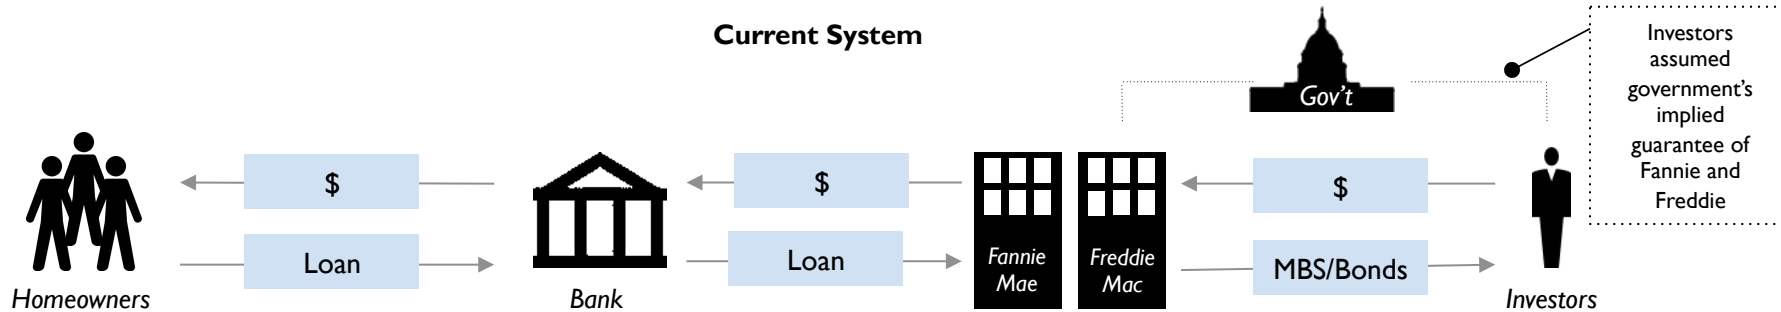 Current System
Gov't
Investors
assumed
government's
implied
guarantee of
Fannie and
Freddie
$
$
$
Loan
Loan
MBS/Bonds
Fannie
Mae
Freddie
Mac
Homeowners
Bank
Investors